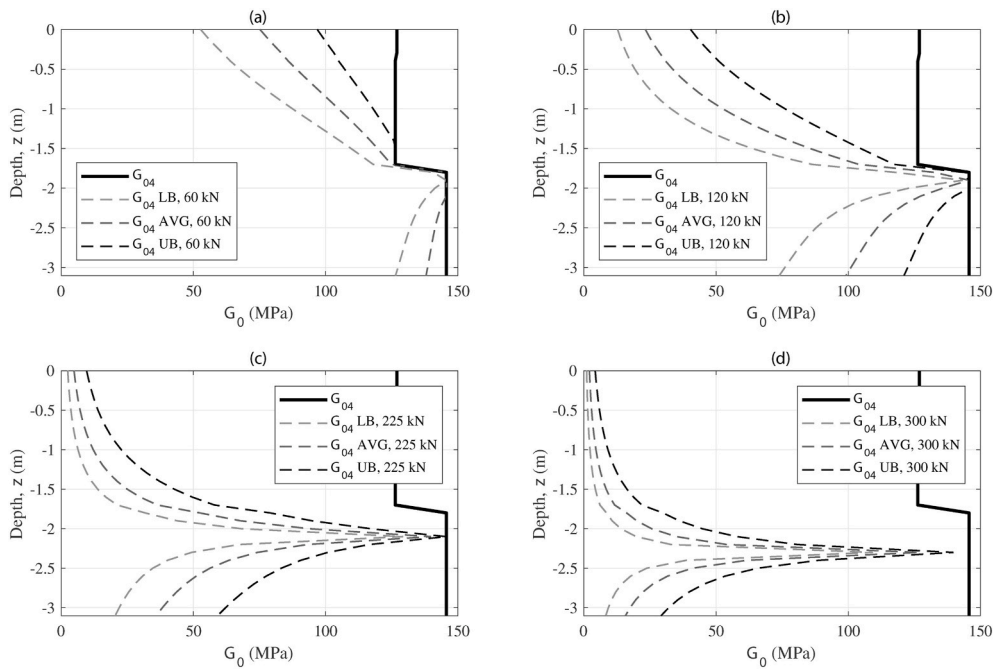 (a)
0
-0.5
-1
-1.5
-2
-2.5
-3
Depth, z (m)
G04
G04 LB, 60 kN
G04 AVG, 60 kN
G04 UB, 60 kN
0 50 100 150
G0 (MPa)
(b)
0
-0.5
-1
-1.5
-2
-2.5
-3
Depth, z (m)
G04
G04 LB, 120 kN
G04 AVG, 120 kN
G04 UB, 120 kN
0 50 100 150
G0 (MPa)
(c)
0
-0.5
-1
-1.5
-2
-2.5
-3
Depth, z (m)
G04
G04 LB, 225 kN
G04 AVG, 225 kN
G04 UB, 225 kN
0 50 100 150
G0 (MPa)
(d)
0
-0.5
-1
-1.5
-2
-2.5
-3
Depth, z (m)
G04
G04 LB, 300 kN
G04 AVG, 300 kN
G04 UB, 300 kN
0 50 100 150
G0 (MPa)